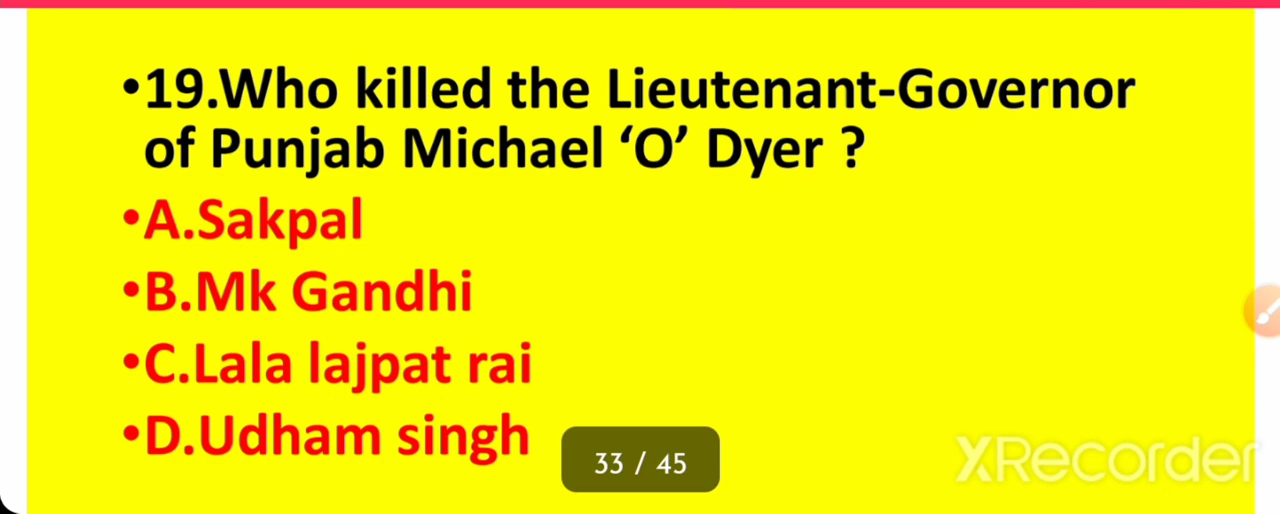 •19.Who killed the Lieutenant-Governor
of Punjab Michael ‘O’ Dyer ?
•A.Sakpal
•B.Mk Gandhi
•C.Lala lajpat rai
•D.Udham singh
33 / 45
XRecorder